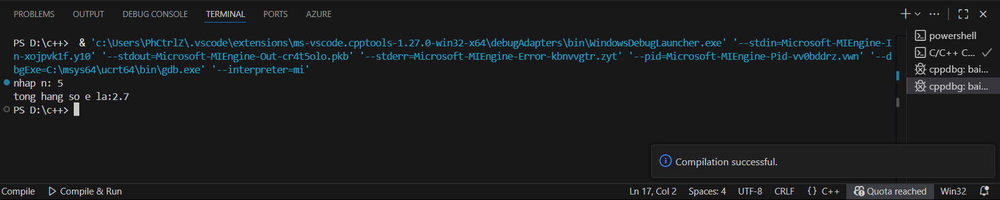 PROBLEMS OUTPUT DEBUG CONSOLE TERMINAL PORTS AZURE
PS D:\c++>  & 'c:\Users\PhCtrlZ\.vscode\extensions\ms-vscode.cpptools-1.27.0-win32-x64\debugAdapters\bin\WindowsDebugLauncher.exe' '--stdin=Microsoft-MIEngine-I
n-xojpvk1f.y10' '--stdout=Microsoft-MIEngine-Out-cr4t5olo.pkb' '--stderr=Microsoft-MIEngine-Error-kbnvvgtr.zyt' '--pid=Microsoft-MIEngine-Pid-vv0bddrz.vwn' '--d
bgExe=C:\msys64\ucrt64\bin\gdb.exe' '--interpreter=mi'
nhap n: 5
tong hang so e la:2.7
PS D:\c++>
powershell
C/C++ C...
cppdbg: bai...
cppdbg: bai...
Compilation successful.
Compile Compile & Run Ln 17, Col 2 Spaces: 4 UTF-8 CRLF {} C++ Quota reached Win32